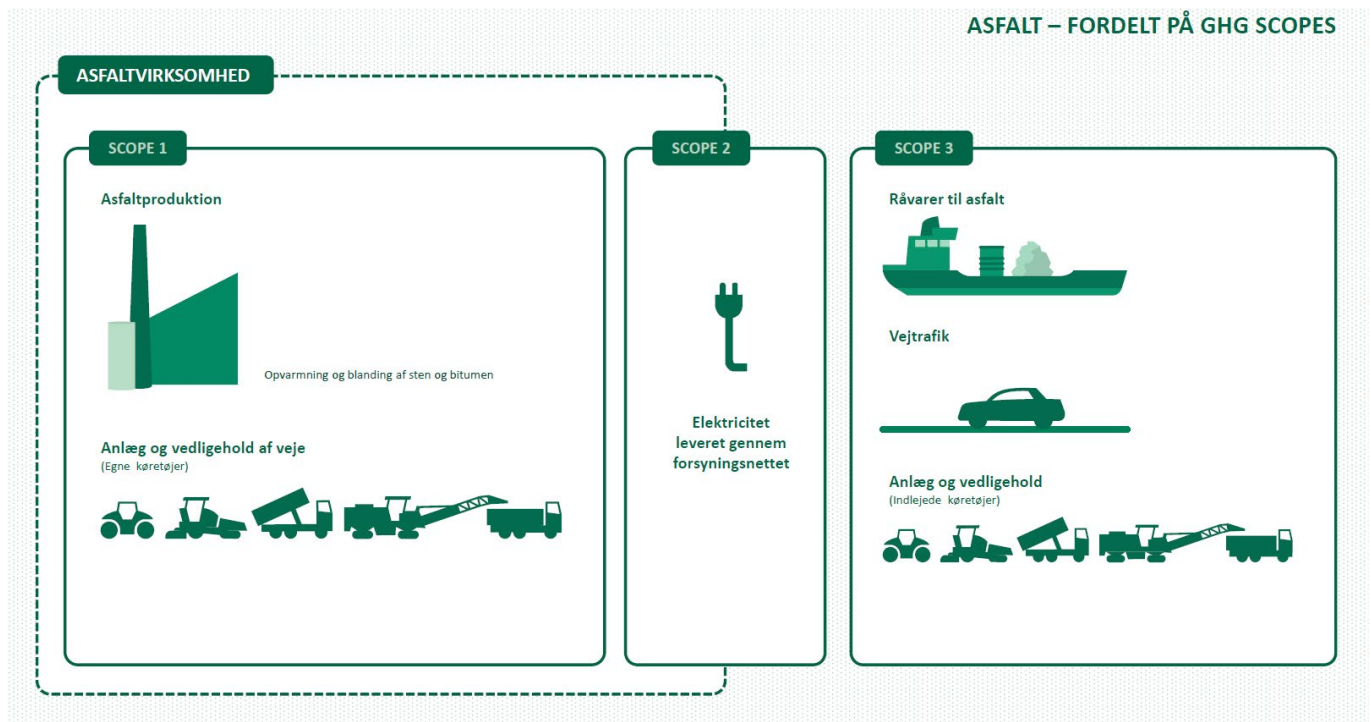 ASFALT – FORDELT PÅ GHG SCOPES
ASFALTVIRKSOMHED
SCOPE 1
Asfaltproduktion
Opvarmning og blanding af sten og bitumen
Anlæg og vedligehold af veje
(Egne køretøjer)
SCOPE 2
Elektricitet
leveret gennem
forsyningsnettet
SCOPE 3
Råvarer til asfalt
Vejtrafik
Anlæg og vedligehold
(Indlejede køretøjer)